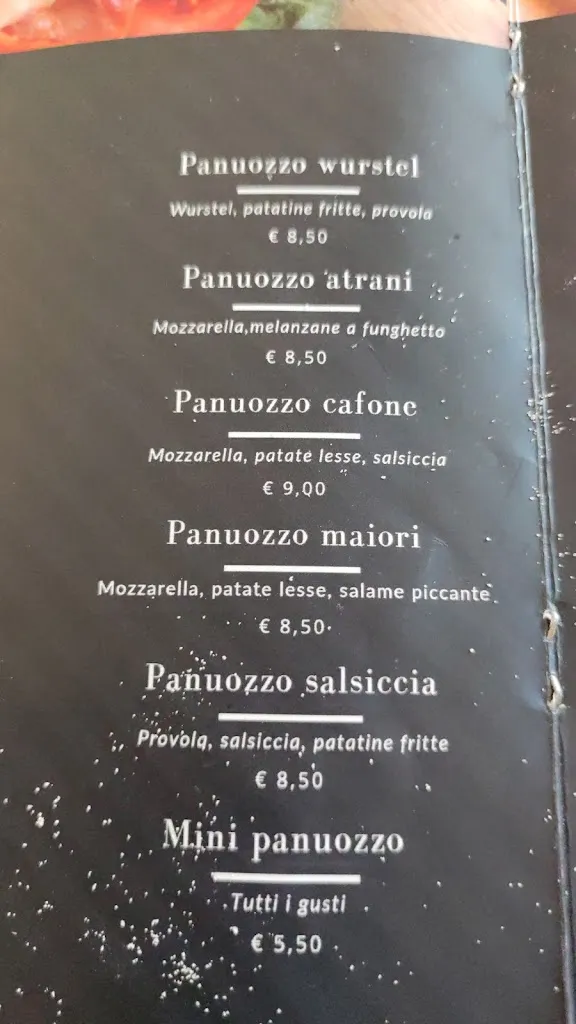 Panuozzo wurstel
Wurstel, patatine fritte, provola
€ 8,50
Panuozzo atrani
Mozzarella,melanzane a funghetto
€ 8,50
Panuozzo cafone
Mozzarella, patate lesse, salsiccia
€ 9,00
Panuozzo maiori
Mozzarella, patate lesse, salame piccante
€ 8,50
Panuozzo salsiccia
Provola, salsiccia, patatine fritte
€ 8,50
Mini panuozzo
Tutti i gusti
€ 5,50